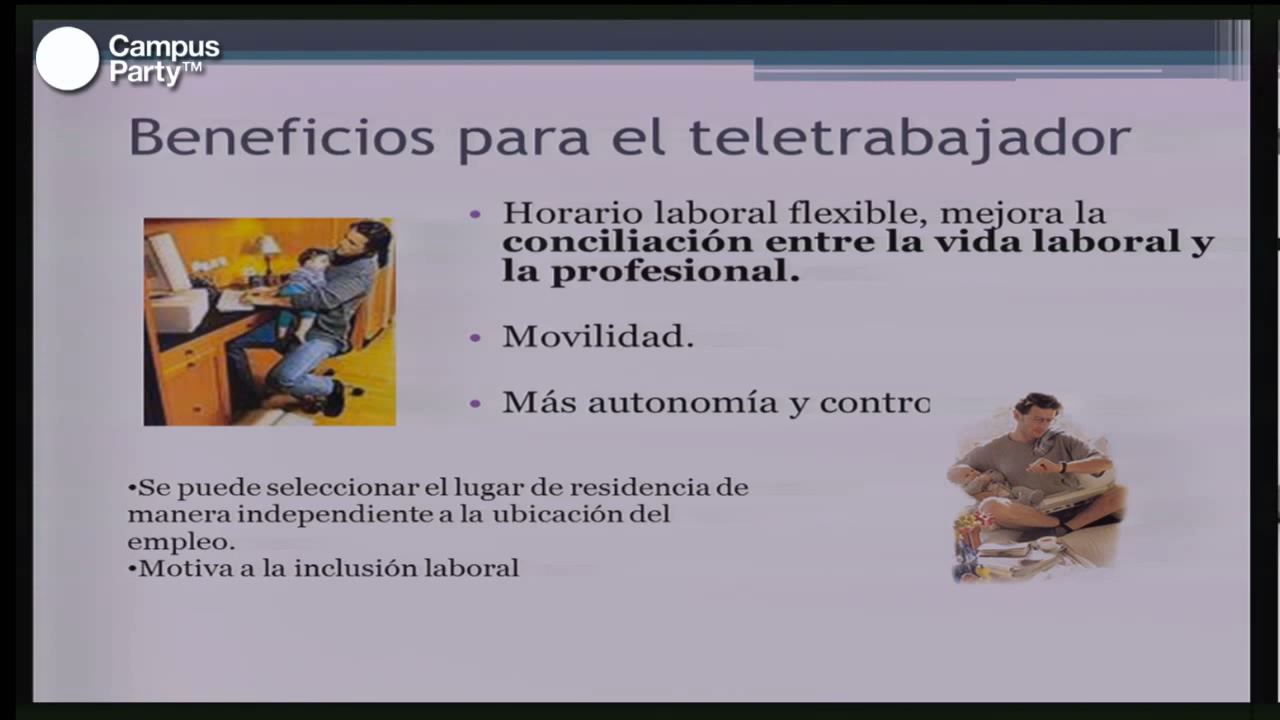 Campus
Party™
Beneficios para el teletrabajador
• Horario laboral flexible, mejora la
conciliación entre la vida laboral y
la profesional.
• Movilidad.
• Más autonomía y contro
•Se puede seleccionar el lugar de residencia de
manera independiente a la ubicación del
empleo.
•Motiva a la inclusión laboral